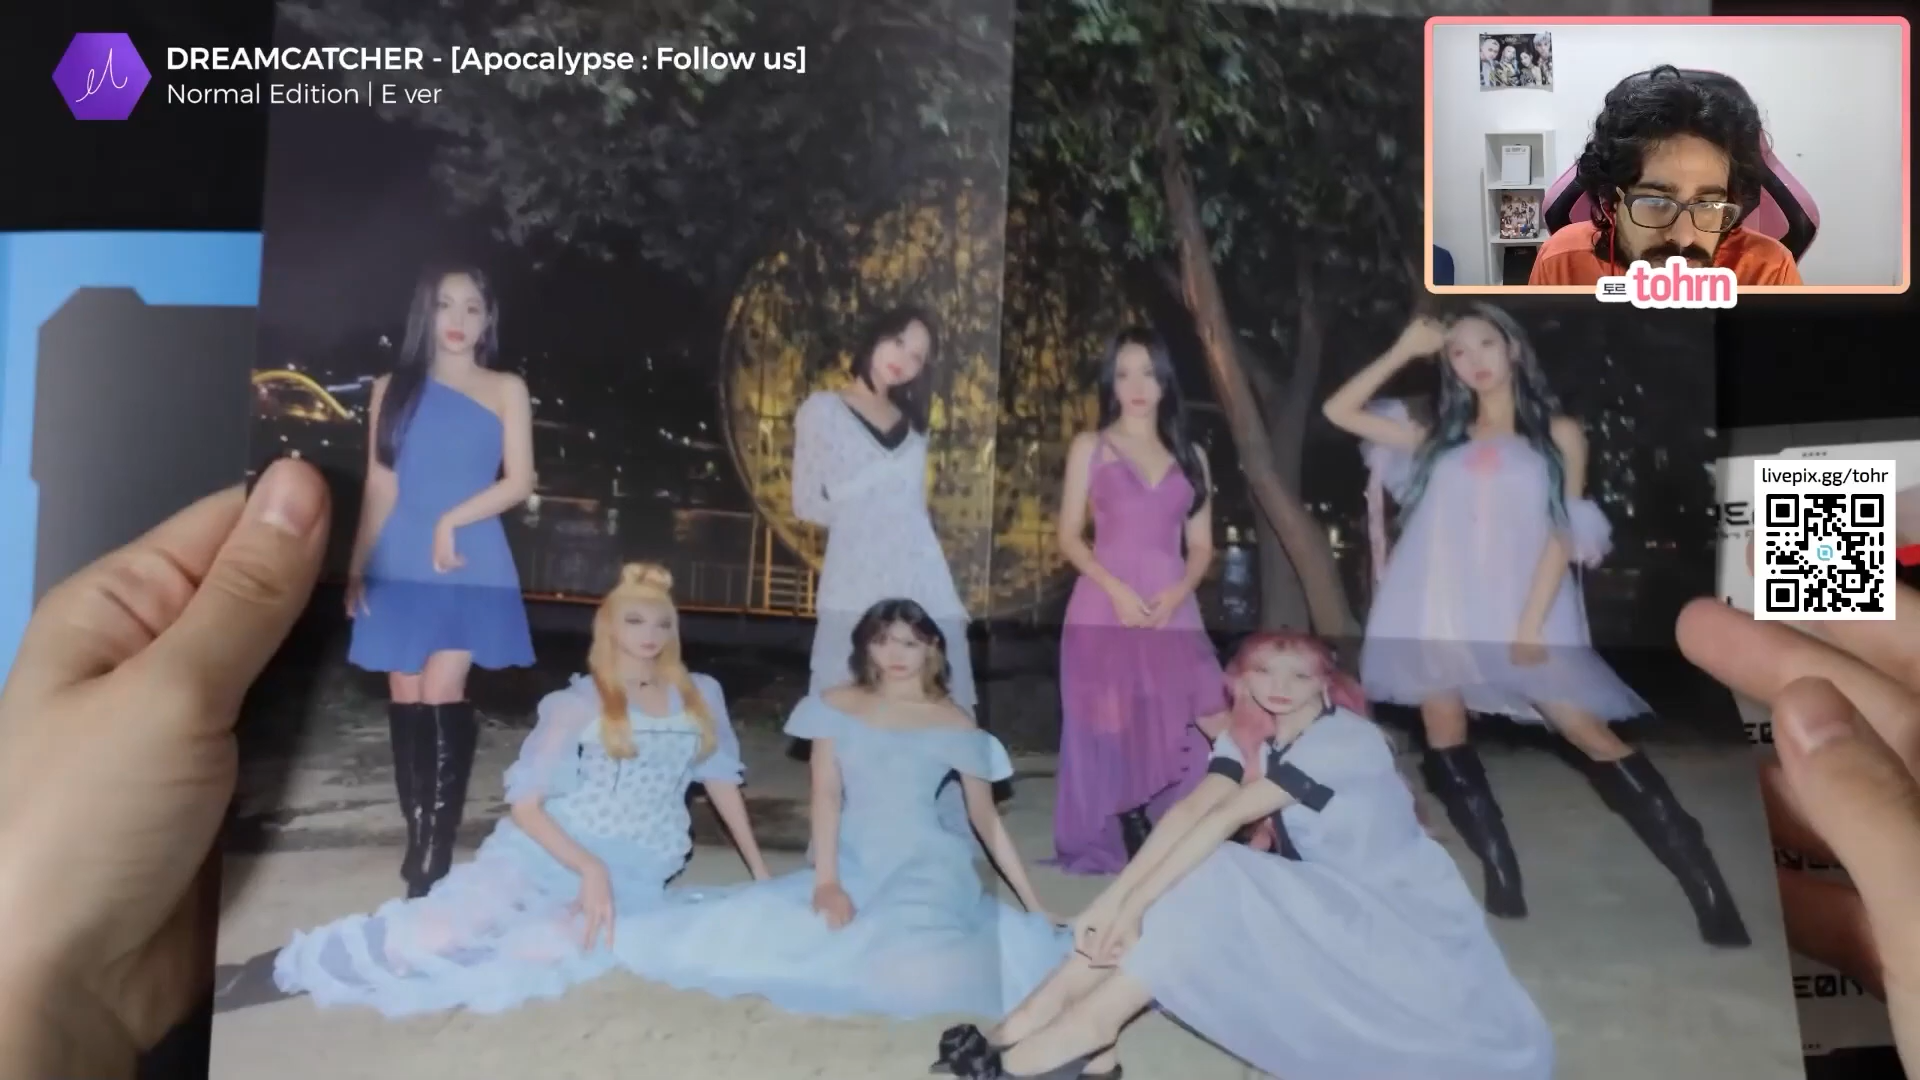 DREAMCATCHER - [Apocalypse : Follow us]
Normal Edition | E ver
토르 tohrn
livepix.gg/tohr